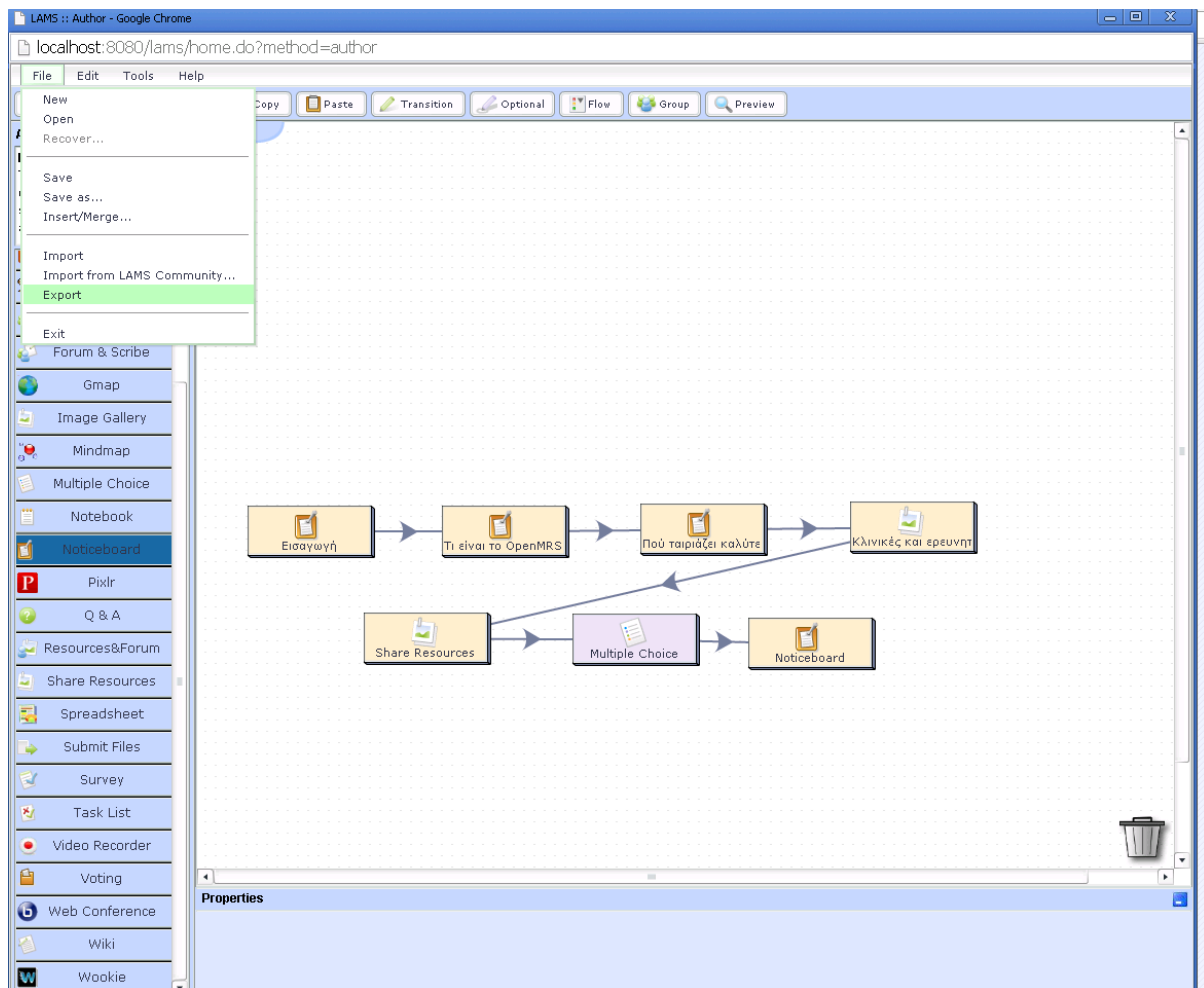 LAMS :: Author - Google Chrome
localhost:8080/lams/home.do?method=author
File Edit Tools Help
New
Open
Recover...
Save
Save as...
Insert/Merge...
Import
Import from LAMS Community...
Export
Exit
Copy Paste Transition Optional Flow Group Preview
Forum & Scribe
Gmap
Image Gallery
Mindmap
Multiple Choice
Notebook
Noticeboard
Pixlr
Q & A
Resources&Forum
Share Resources
Spreadsheet
Submit Files
Survey
Task List
Video Recorder
Voting
Web Conference
Wiki
Wookie
Εισαγωγή
Τι είναι το OpenMRS
Πού ταιριάζει καλύτε
Κλινικές και ερευνητ
Share Resources
Multiple Choice
Noticeboard
Properties